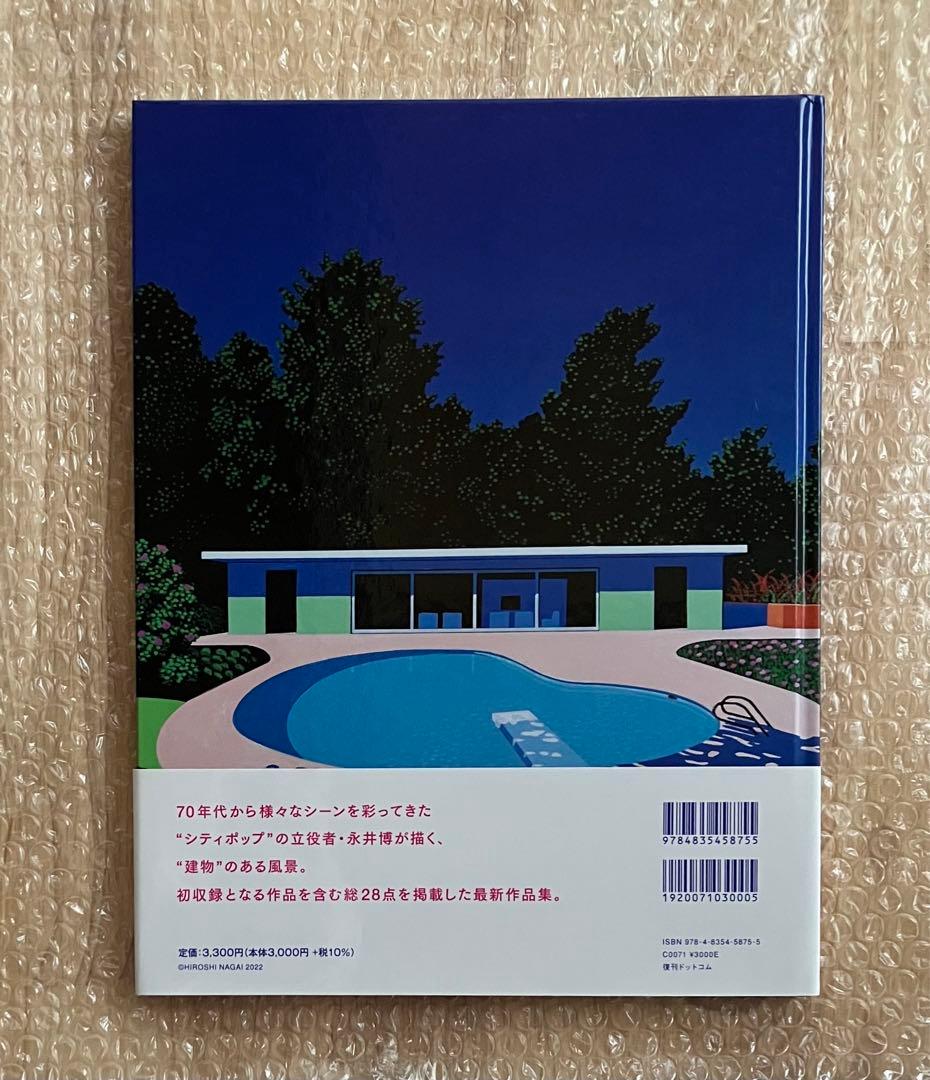 70年代から様々なシーンを彩ってきた
“シティポップ”の立役者・永井博が描く、
“建物”のある風景。
初収録となる作品を含む総28点を掲載した最新作品集。
定価：3,300円（本体3,000円 +税10%）
©HIROSHI NAGAI 2022
9784835458755
1920071030005
ISBN 978-4-8354-5875-5
C0071 ¥3000E
復刊ドットコム